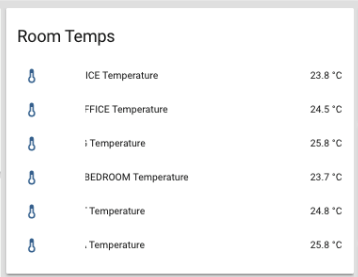 Room Temps
ICE Temperature 23.8 °C
FFICE Temperature 24.5 °C
Temperature 25.8 °C
BEDROOM Temperature 23.7 °C
Temperature 24.8 °C
Temperature 25.8 °C